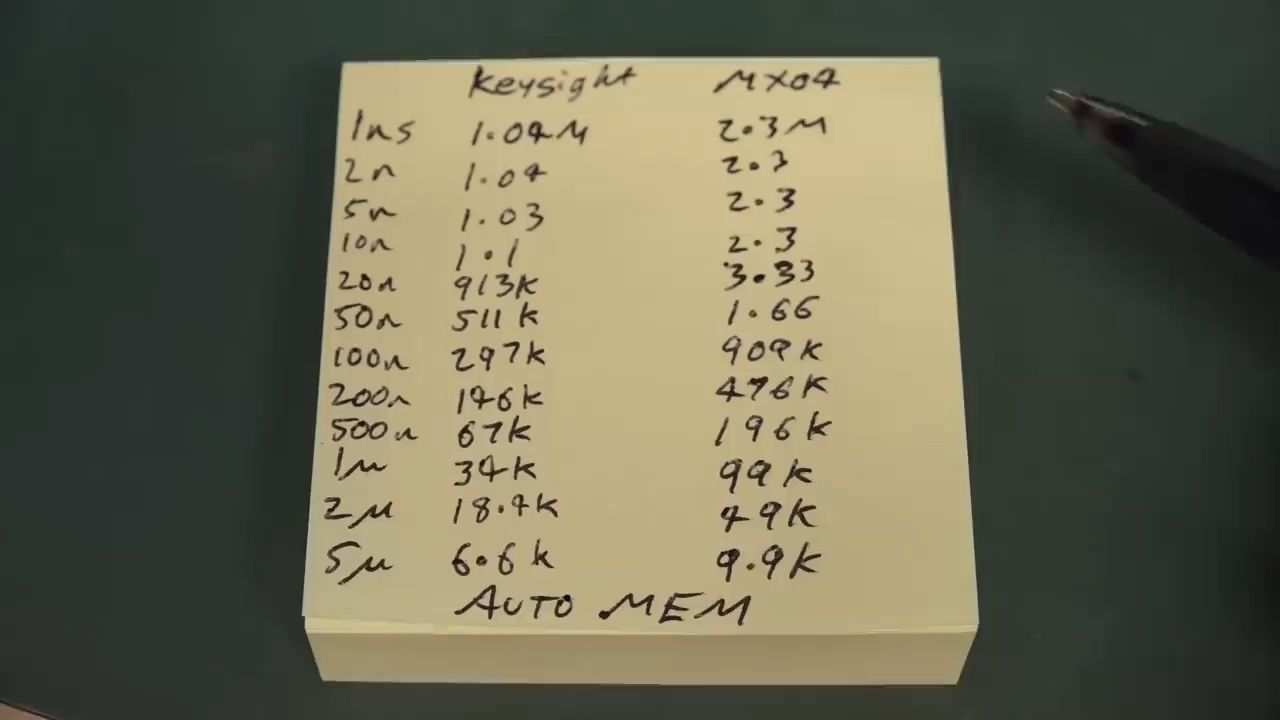 Keysight MXO4
1ns 1.04M 2.3M
2n 1.04 2.3
5n 1.03 2.3
10n 1.1 2.3
20n 913k 3.33
50n 511k 1.66
100n 297k 909k
200n 146k 476k
500n 67k 196k
1µ 34k 99k
2µ 18.4k 49k
5µ 6.6k 9.9k
AUTO MEM